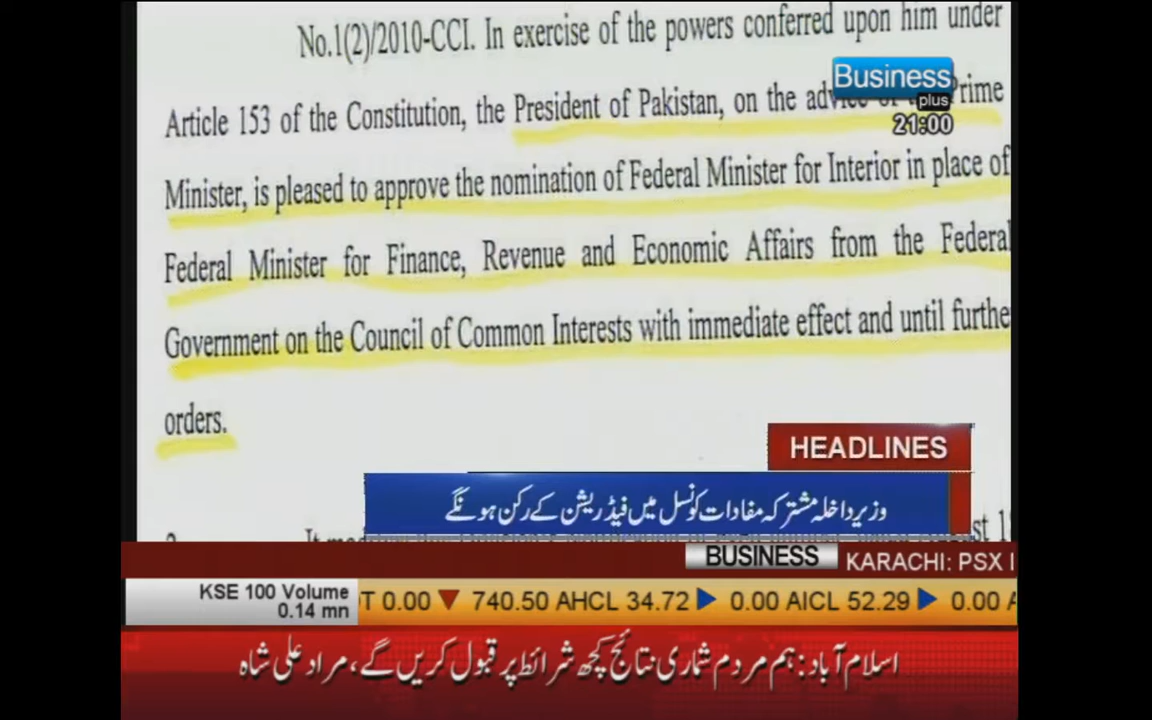 No.1(2)/2010-CCI. In exercise of the powers conferred upon him under
Business
plus
21:00
Article 153 of the Constitution, the President of Pakistan, on the advice of Prime
Minister, is pleased to approve the nomination of Federal Minister for Interior in place of
Federal Minister for Finance, Revenue and Economic Affairs from the Federal
Government on the Council of Common Interests with immediate effect and until furthe
orders.
HEADLINES
وزیر داخلہ مشترکہ مفادات کونسل میں فیڈریشن کے رکن ہونگے
BUSINESS
KARACHI: PSX
KSE 100 Volume
0.14 mn
T 0.00 ▼ 740.50 AHCL 34.72 ▶ 0.00 AICL 52.29 ▶ 0.00 A
اسلام آباد: ہم مردم شماری نتائج کچھ شرائط پر قبول کریں گے، مراد علی شاہ